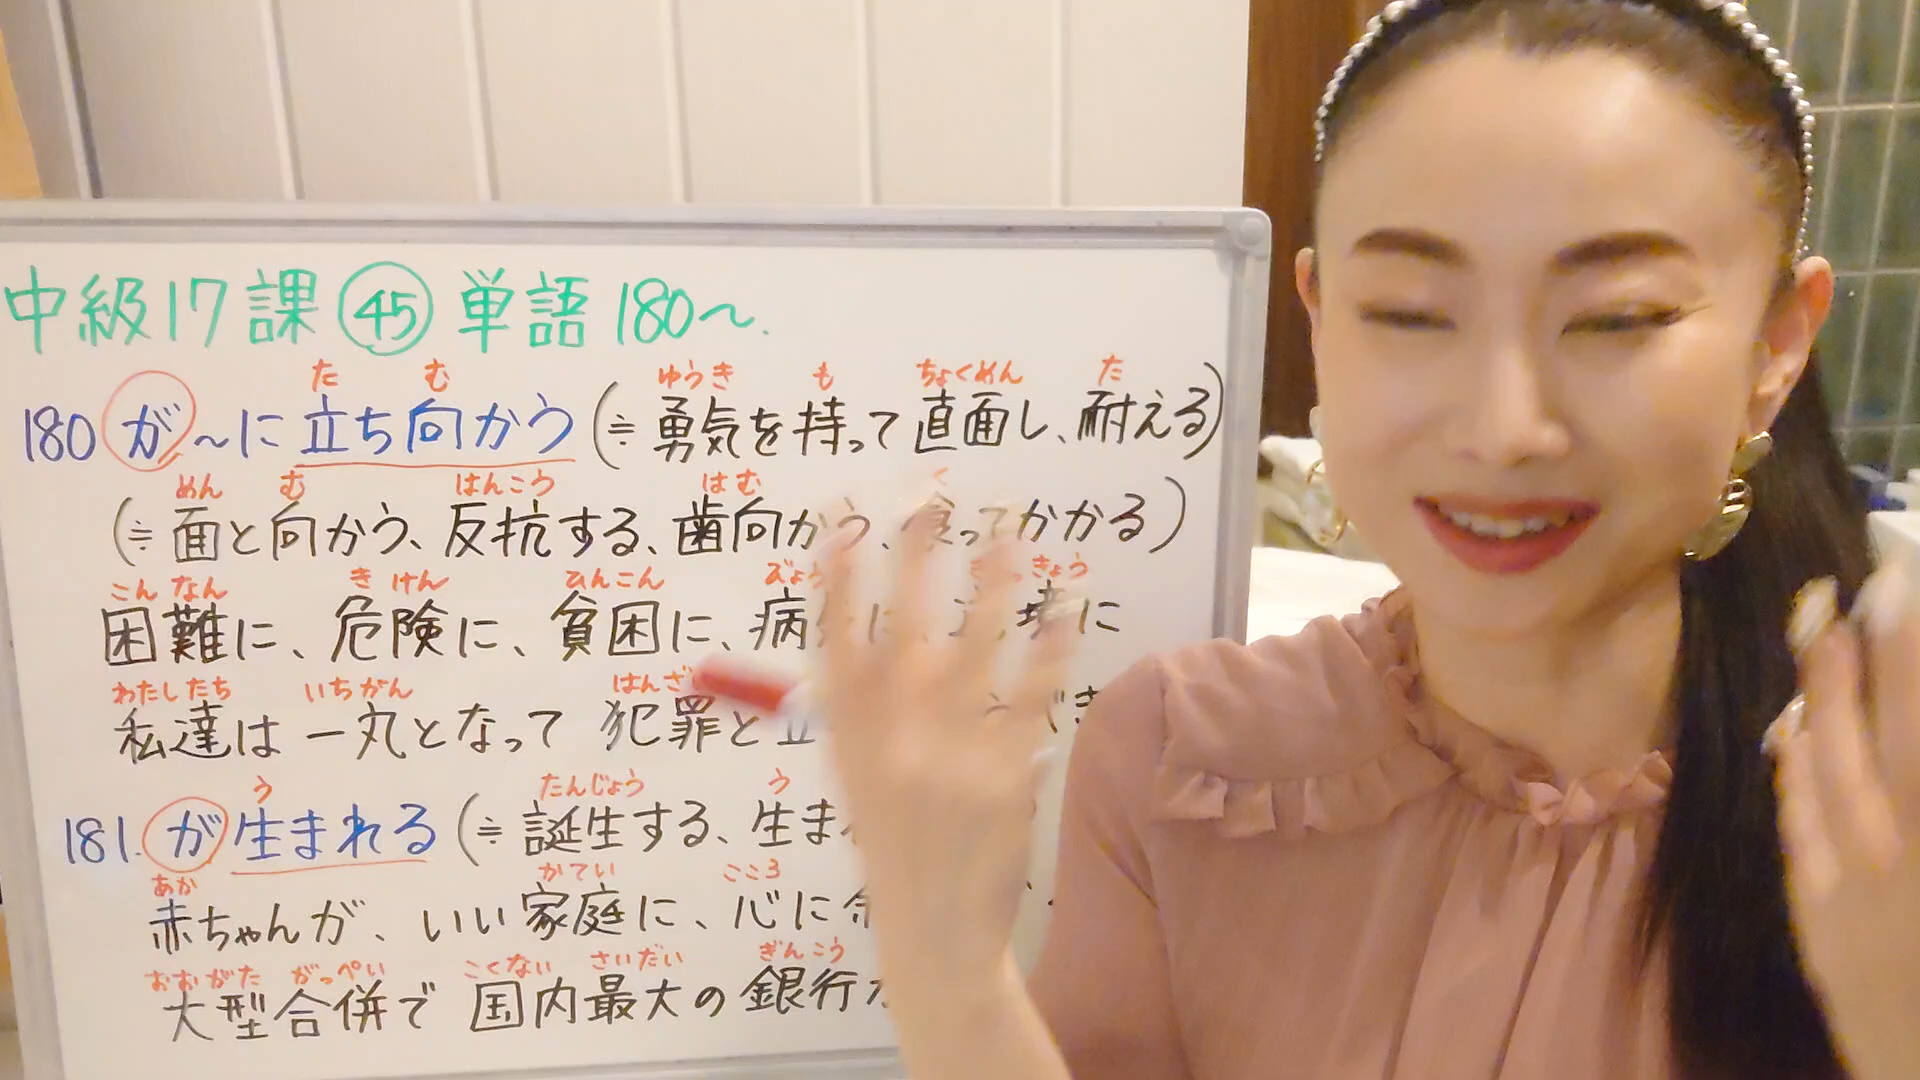 中級17課 ㊺ 単語 180〜.
た む ゆうき も ちょくめん た
180 が 〜に 立ち向かう (≒ 勇気を持って直面し、耐える)
めん む はんこう はむ く
(≒ 面と向かう、反抗する、歯向かう、食ってかかる)
こんなん きけん ひんこん
困難に、危険に、貧困に、病 に
わたしたち いちがん
私達は 一丸となって 犯罪と
う たんじょう う
181. が 生まれる (≒ 誕生する、生ま
あか かてい こころ
赤ちゃんが、いい家庭に、心に
おおがた がっぺい こくない さいだい ぎんこう
大型合併で 国内最大の銀行